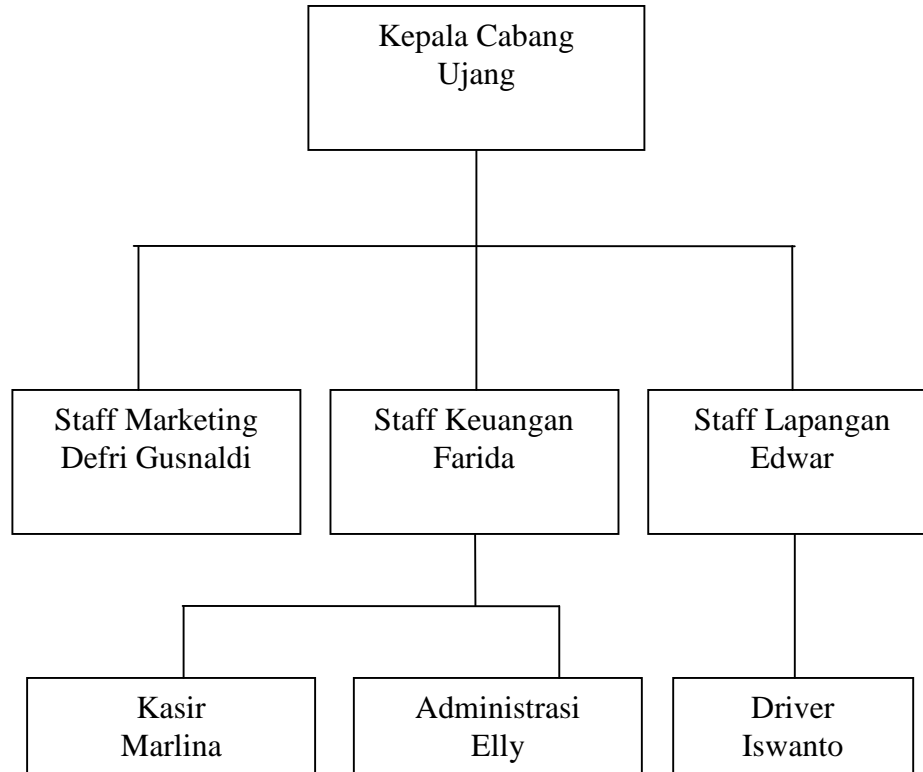 Kepala Cabang
Ujang
Staff Marketing
Defri Gusnaldi
Staff Keuangan
Farida
Staff Lapangan
Edwar
Kasir
Marlina
Administrasi
Elly
Driver
Iswanto